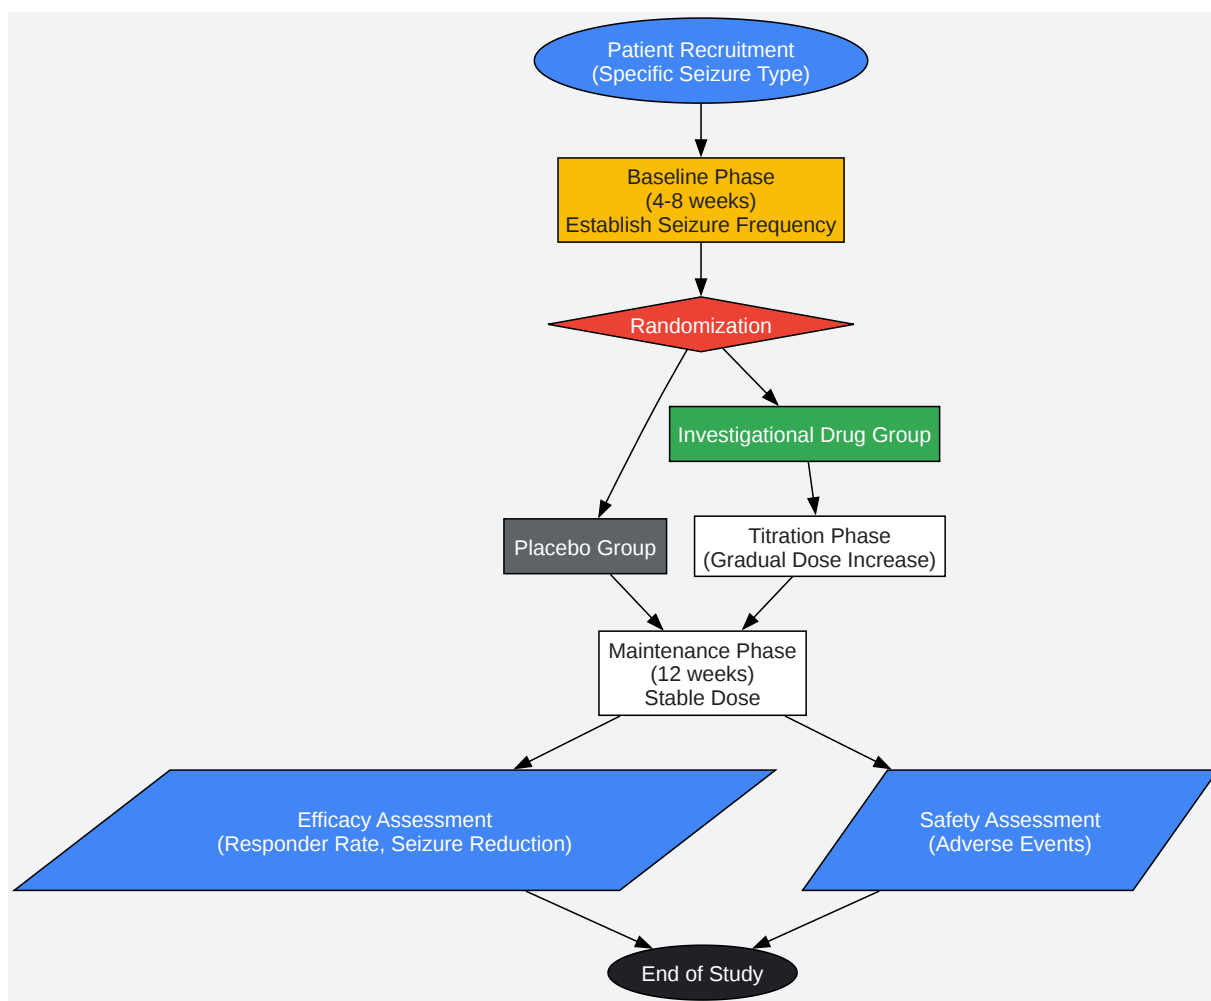 Patient Recruitment
(Specific Seizure Type)
Baseline Phase
(4-8 weeks)
Establish Seizure Frequency
Randomization
Investigational Drug Group
Placebo Group
Titration Phase
(Gradual Dose Increase)
Maintenance Phase
(12 weeks)
Stable Dose
Efficacy Assessment
(Responder Rate, Seizure Reduction)
Safety Assessment
(Adverse Events)
End of Study